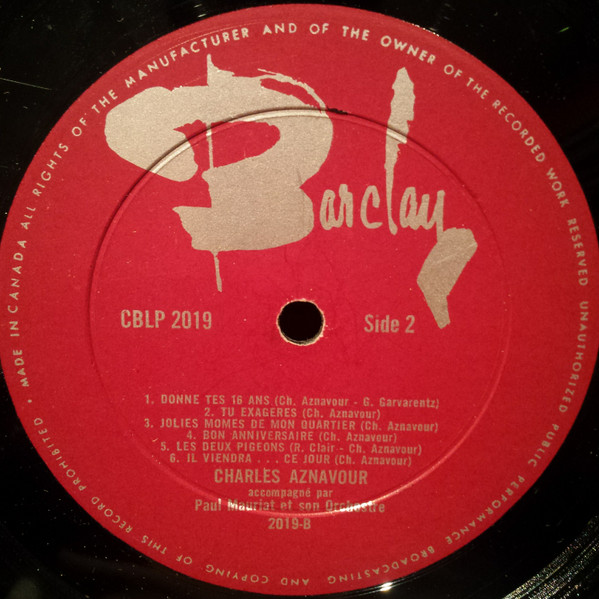 MADE IN CANADA ALL RIGHTS OF THE MANUFACTURER AND OF THE OWNER OF THE RECORDED WORK RESERVED UNAUTHORIZED PUBLIC PERFORMANCE BROADCASTING AND COPYING OF THIS RECORD PROHIBITED •
Barclay
CBLP 2019 Side 2
1. DONNE TES 16 ANS (Ch. Aznavour - G. Garvarentz)
2. TU EXAGERES (Ch. Aznavour)
3. JOLIES MOMES DE MON QUARTIER (Ch. Aznavour)
4. BON ANNIVERSAIRE (Ch. Aznavour)
5. LES DEUX PIGEONS (R. Clair - Ch. Aznavour)
6. IL VIENDRA . . . CE JOUR (Ch. Aznavour)
CHARLES AZNAVOUR
accompagné par
Paul Mauriat et son Orchestre
2019-B